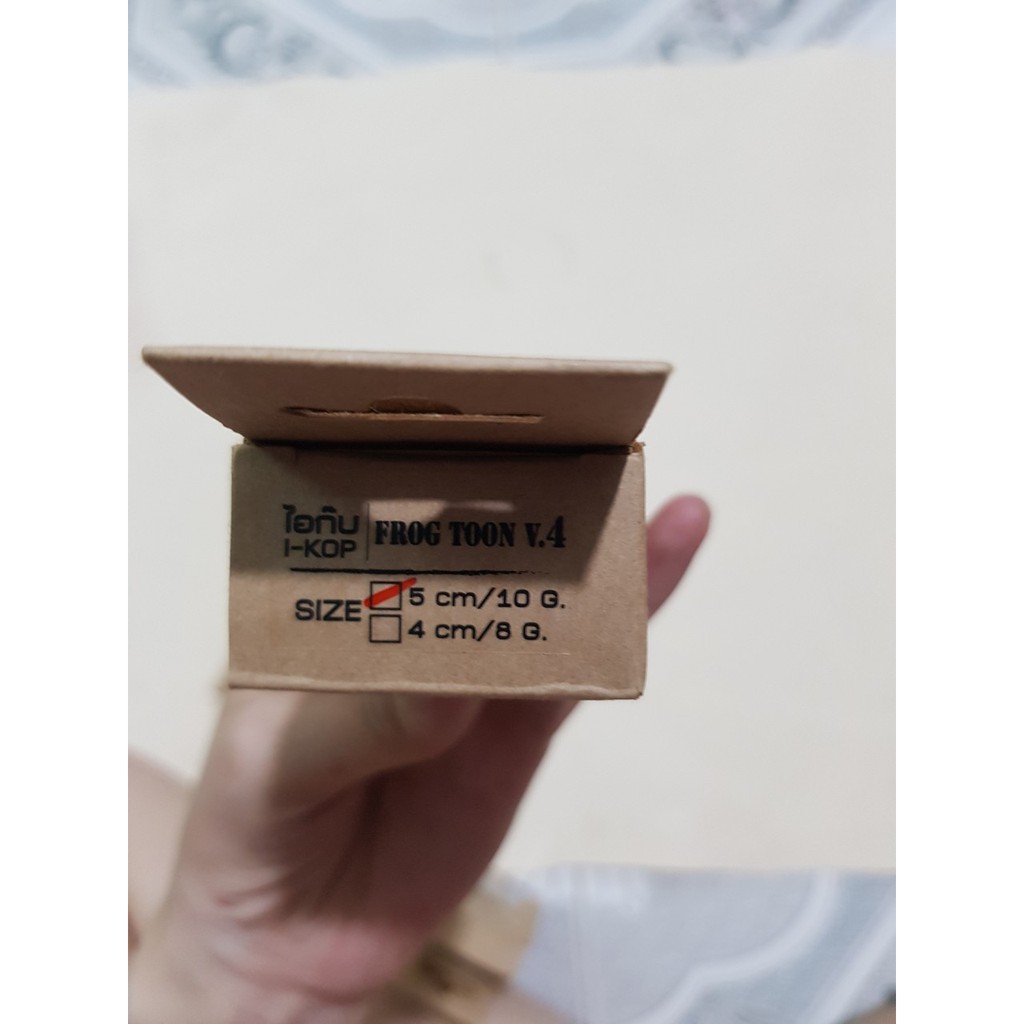 ไอกบ
I-KOP
FROG TOON V.4
SIZE
5 cm/10 G.
4 cm/8 G.